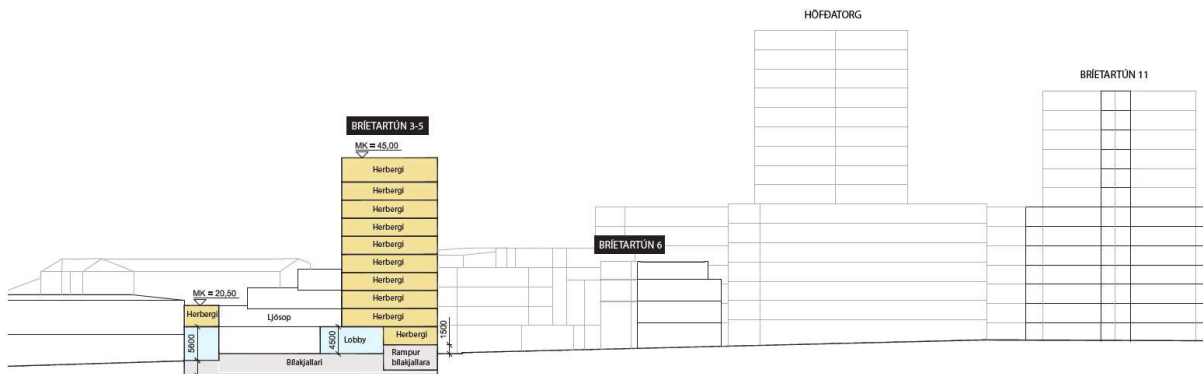 HÖFÐATORG
BRÍETARTÚN 11
BRÍETARTÚN 3-5
MK = 45,00
Herbergi
Herbergi
Herbergi
Herbergi
Herbergi
Herbergi
Herbergi
Herbergi
Herbergi
BRÍETARTÚN 6
MK = 20,50
Herbergi
Ljósop
5600
4500
Lobby
Herbergi
1500
Bílakjallari
Rampur
bílakjallara